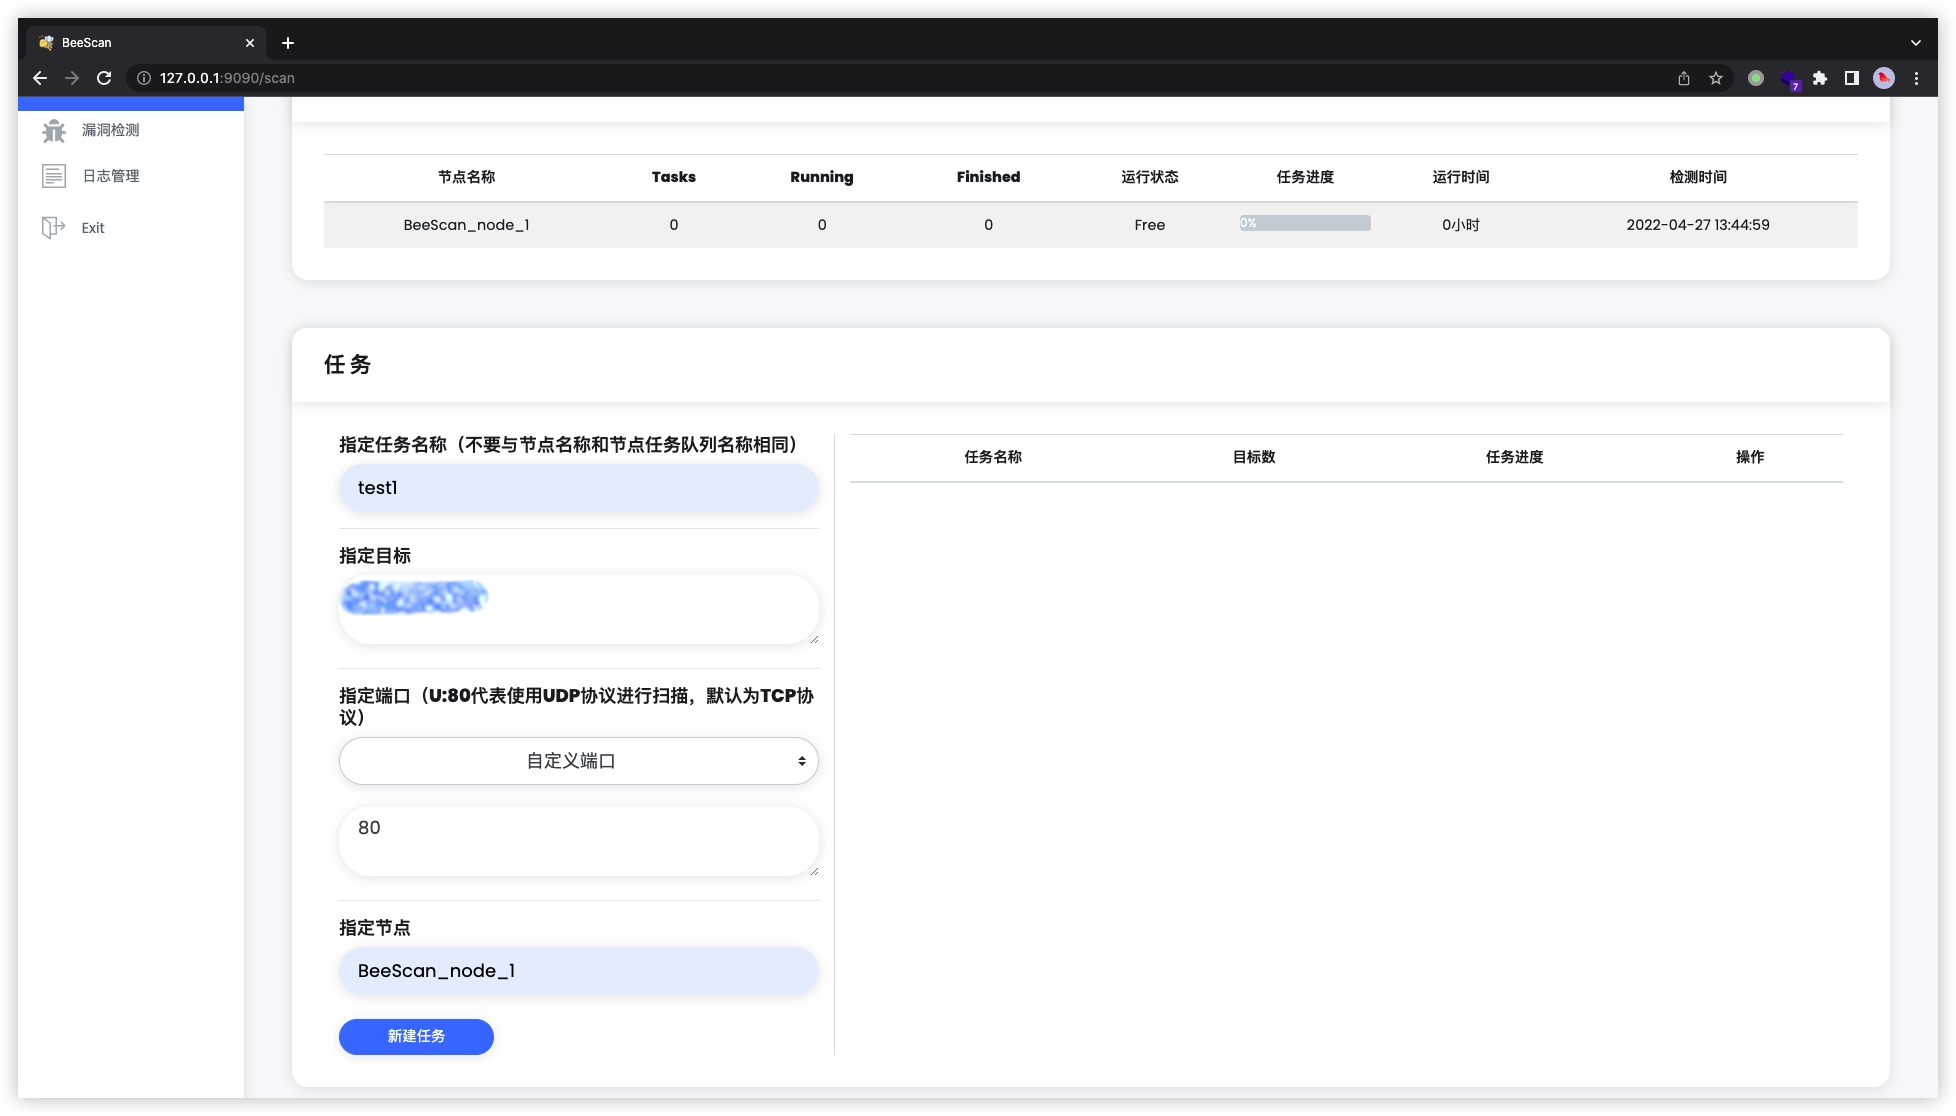 BeeScan
127.0.0.1:9090/scan
7
漏洞检测
日志管理
Exit
节点名称 Tasks Running Finished 运行状态 任务进度 运行时间 检测时间
BeeScan_node_1 0 0 0 Free 0% 0小时 2022-04-27 13:44:59
任务
指定任务名称（不要与节点名称和节点任务队列名称相同）
test1
指定目标
指定端口（U:80代表使用UDP协议进行扫描，默认为TCP协
议）
自定义端口
80
指定节点
BeeScan_node_1
新建任务
任务名称 目标数 任务进度 操作